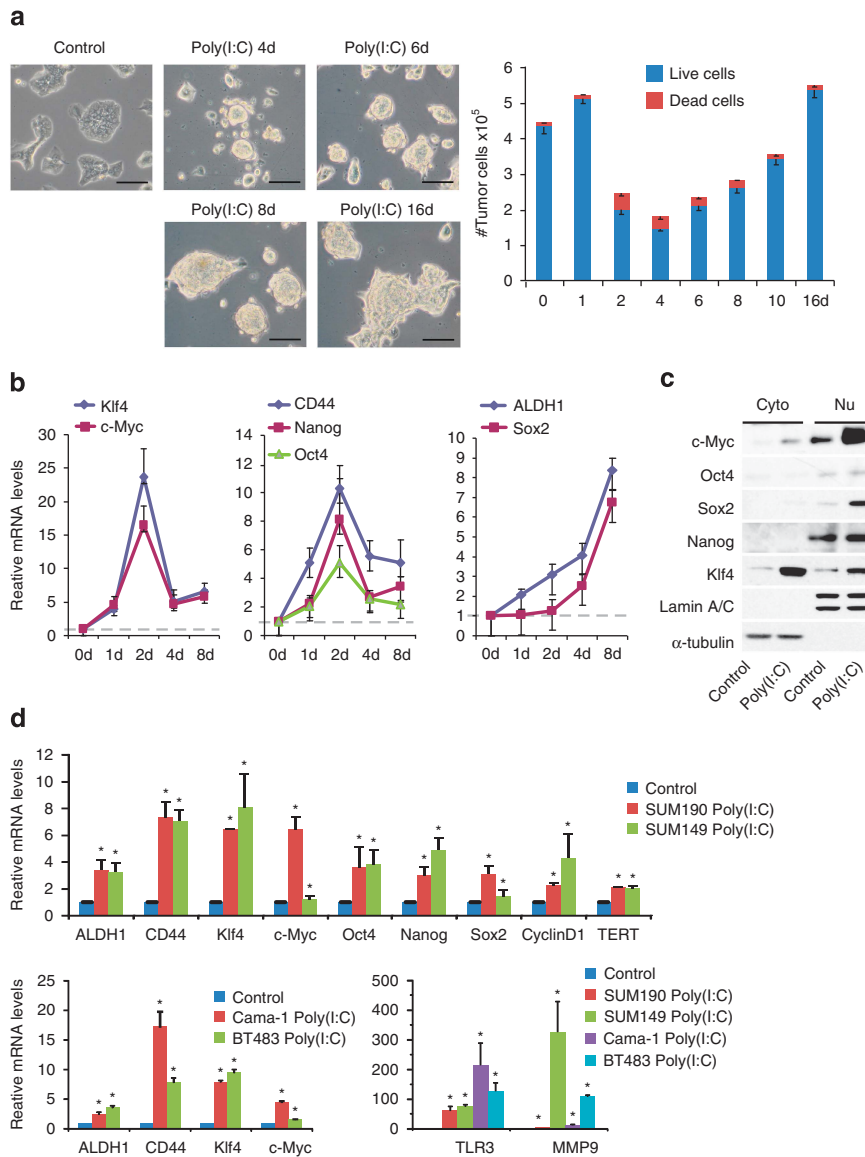 a
Control
Poly(I:C) 4d
Poly(I:C) 6d
Poly(I:C) 8d
Poly(I:C) 16d
#Tumor cells x10⁵
6
5
4
3
2
1
0
Live cells
Dead cells
0 1 2 4 6 8 10 16d
b
Klf4
c-Myc
Reative mRNA levels
30
25
20
15
10
5
0
0d 1d 2d 4d 8d
CD44
Nanog
Oct4
14
12
10
8
6
4
2
0
0d 1d 2d 4d 8d
ALDH1
Sox2
10
9
8
7
6
5
4
3
2
1
0
0d 1d 2d 4d 8d
c
Cyto Nu
c-Myc
Oct4
Sox2
Nanog
Klf4
Lamin A/C
α-tubulin
Control
Poly(I:C)
Control
Poly(I:C)
d
Reative mRNA levels
12
10
8
6
4
2
0
* * * * * * * * * * * * * * * * * *
Control
SUM190 Poly(I:C)
SUM149 Poly(I:C)
ALDH1 CD44 Klf4 c-Myc Oct4 Nanog Sox2 CyclinD1 TERT
Reative mRNA levels
25
20
15
10
5
0
* * * * * * * *
Control
Cama-1 Poly(I:C)
BT483 Poly(I:C)
ALDH1 CD44 Klf4 c-Myc
500
400
300
200
100
0
* * * * * * * *
Control
SUM190 Poly(I:C)
SUM149 Poly(I:C)
Cama-1 Poly(I:C)
BT483 Poly(I:C)
TLR3 MMP9